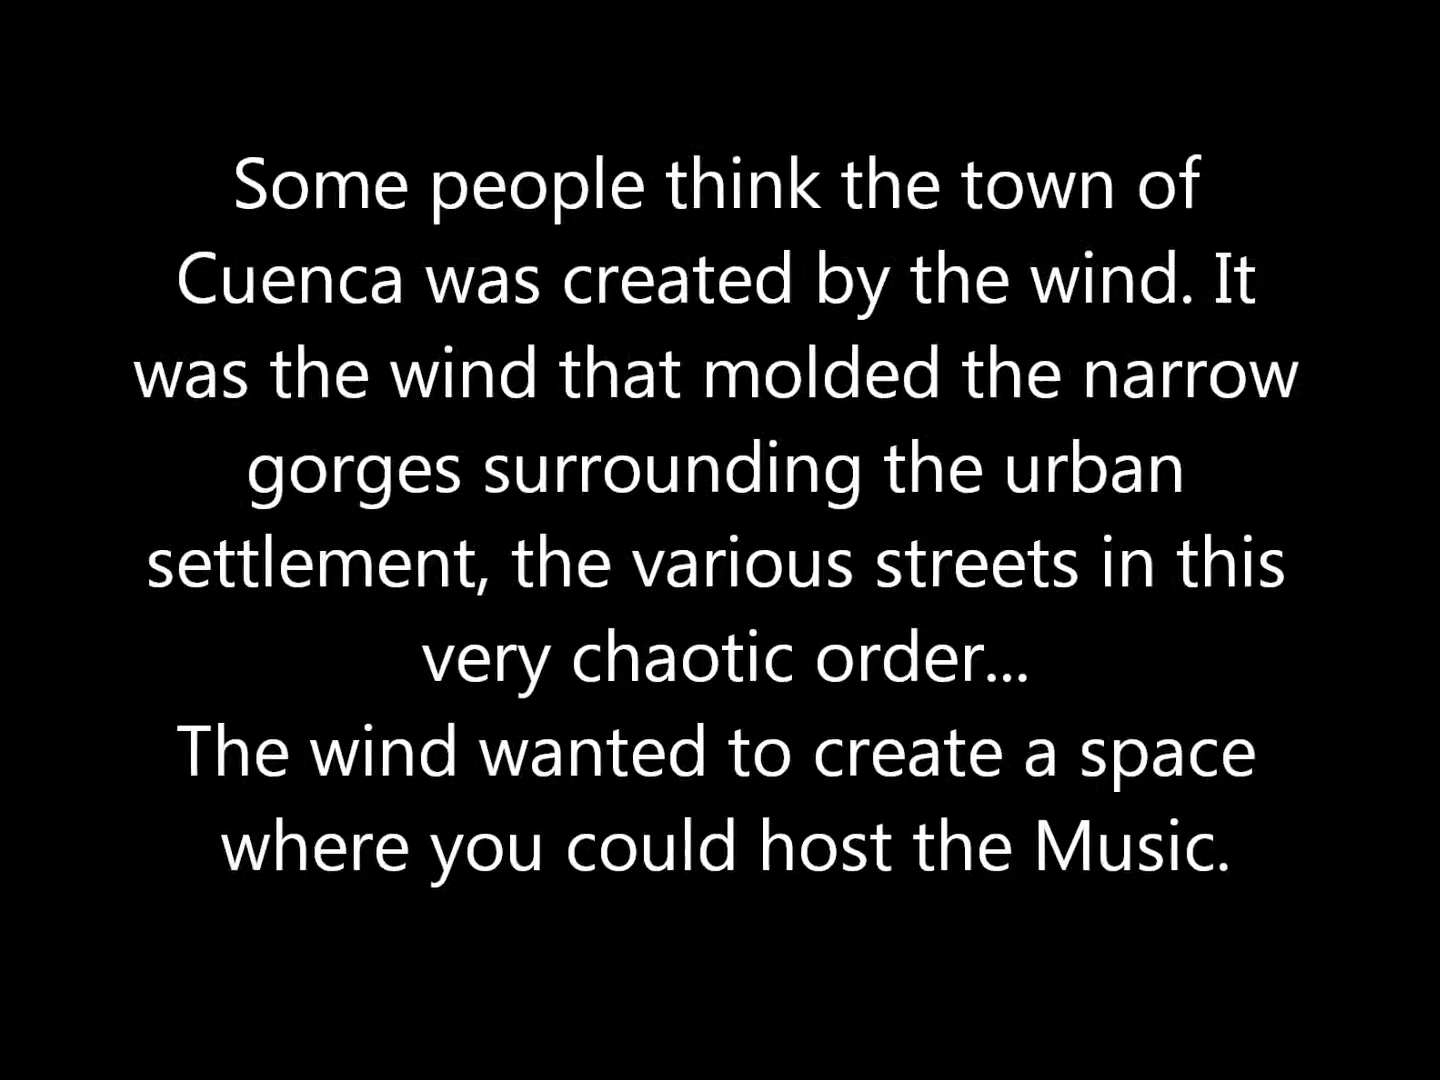 Some people think the town of
Cuenca was created by the wind. It
was the wind that molded the narrow
gorges surrounding the urban
settlement, the various streets in this
very chaotic order...
The wind wanted to create a space
where you could host the Music.